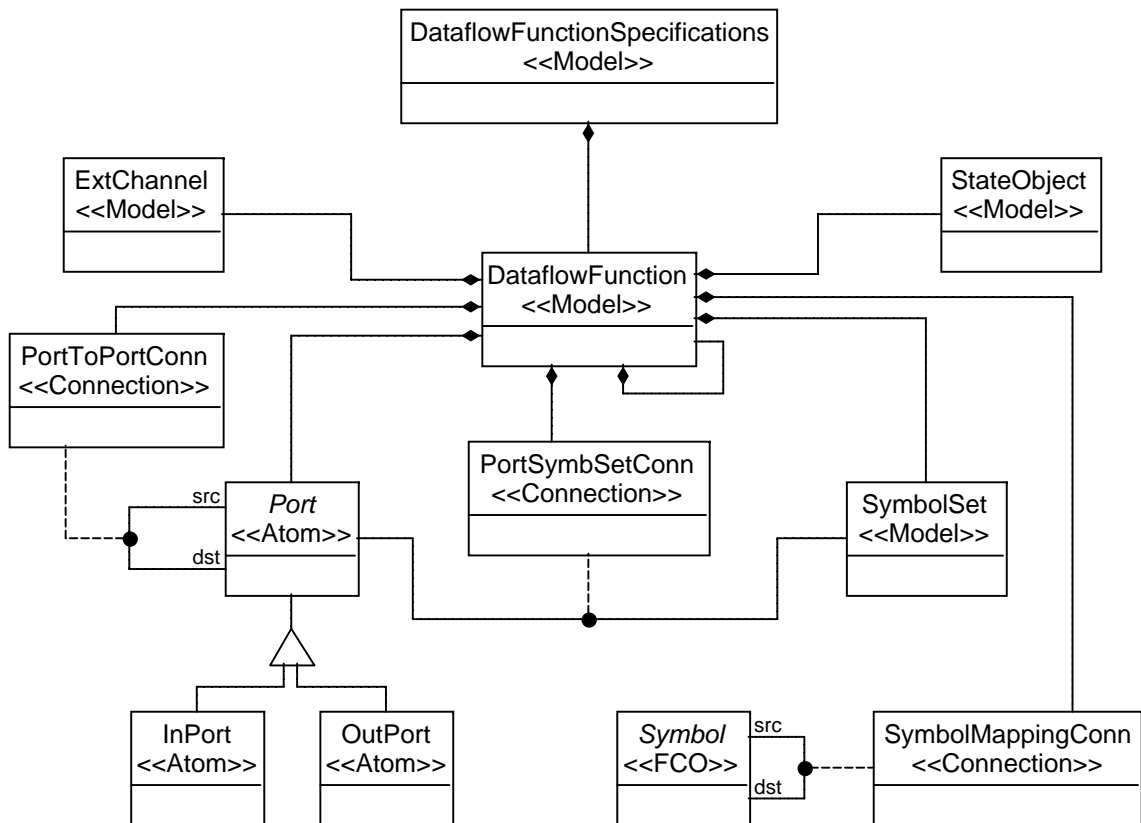 DataflowFunctionSpecifications
<<Model>>
ExtChannel
<<Model>>
StateObject
<<Model>>
DataflowFunction
<<Model>>
PortToPortConn
<<Connection>>
PortSymbSetConn
<<Connection>>
src
Port
<<Atom>>
dst
SymbolSet
<<Model>>
InPort
<<Atom>>
OutPort
<<Atom>>
Symbol
<<FCO>>
src
dst
SymbolMappingConn
<<Connection>>